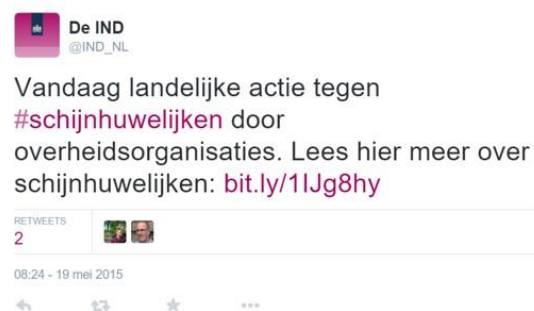 De IND
@IND_NL
Vandaag landelijke actie tegen
#schijnhuwelijken door
overheidsorganisaties. Lees hier meer over
schijnhuwelijken: bit.ly/1IJg8hy
RETWEETS
2
08:24 - 19 mei 2015